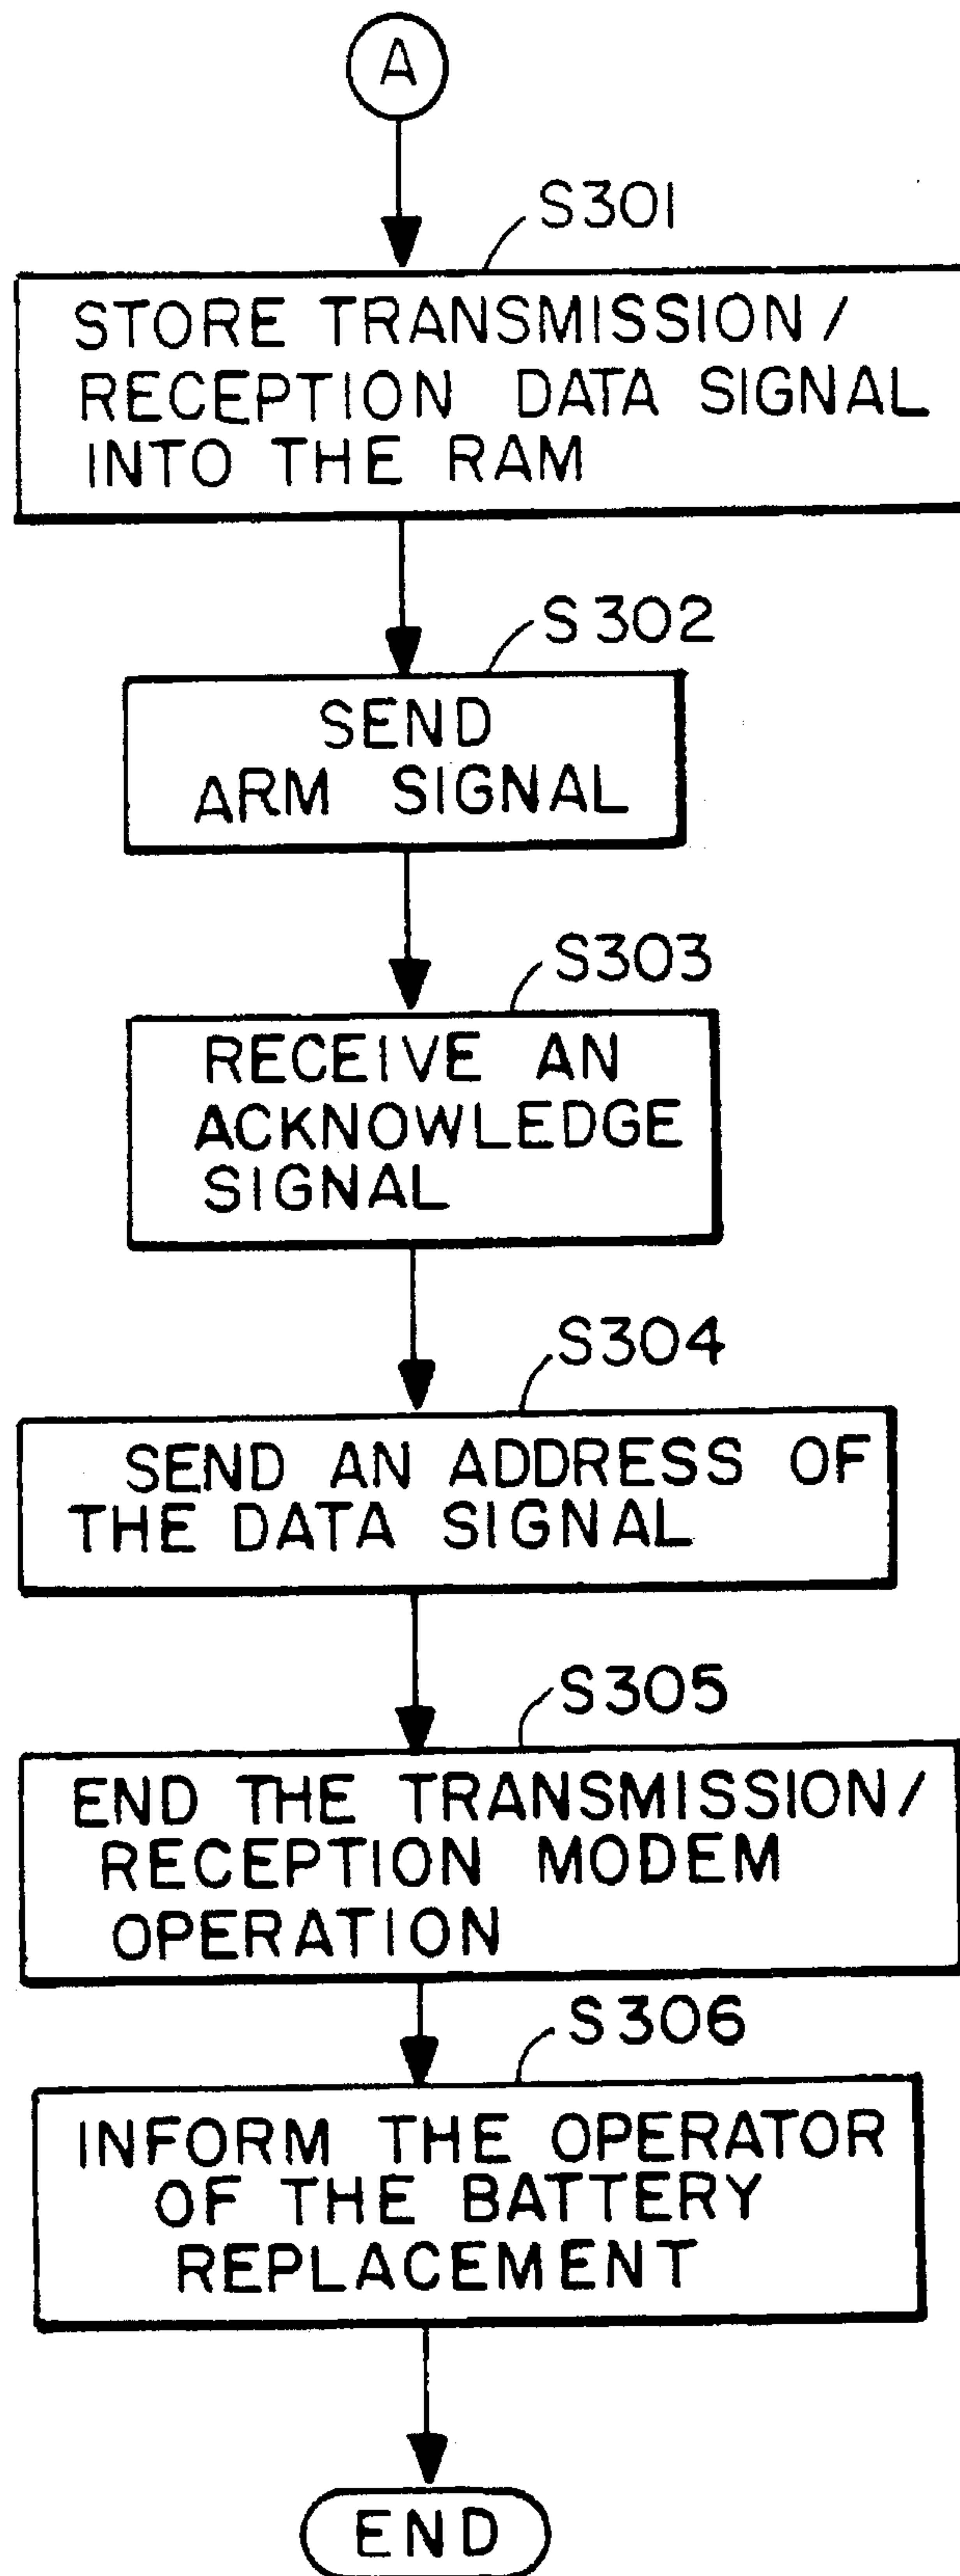 A
S301
STORE TRANSMISSION/
RECEPTION DATA SIGNAL
INTO THE RAM
S302
SEND
ARM SIGNAL
S303
RECEIVE AN
ACKNOWLEDGE
SIGNAL
S304
SEND AN ADDRESS OF
THE DATA SIGNAL
S305
END THE TRANSMISSION/
RECEPTION MODEM
OPERATION
S306
INFORM THE OPERATOR
OF THE BATTERY
REPLACEMENT
END